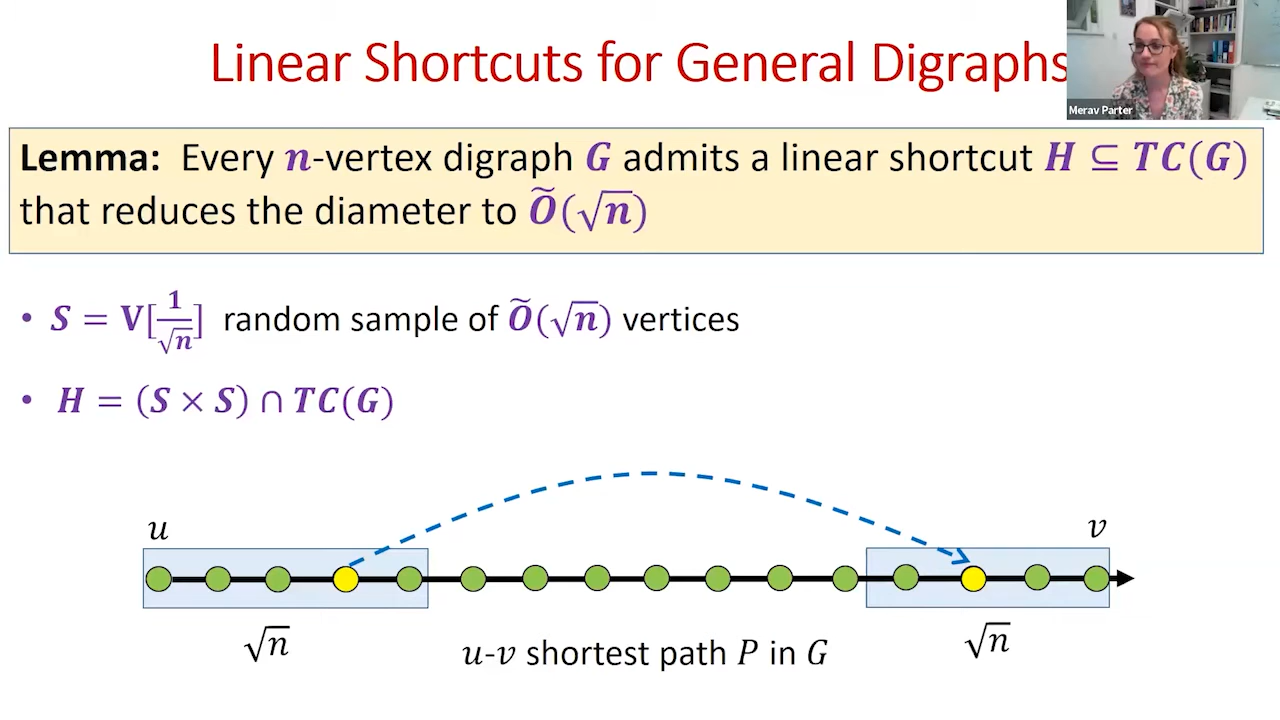 Linear Shortcuts for General Digraphs
Merav Parter
Lemma: Every n-vertex digraph G admits a linear shortcut H ⊆ TC(G)
that reduces the diameter to Õ(√n)
• S = V[1/√n] random sample of Õ(√n) vertices
• H = (S × S) ∩ TC(G)
u
v
√n
u-v shortest path P in G
√n